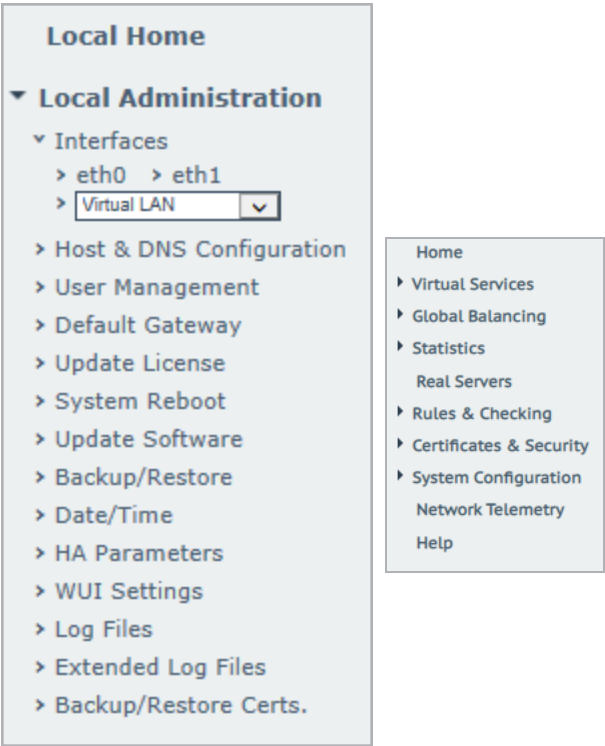 Local Home
Local Administration
Interfaces
eth0 eth1
Virtual LAN
Host & DNS Configuration
User Management
Default Gateway
Update License
System Reboot
Update Software
Backup/Restore
Date/Time
HA Parameters
WUI Settings
Log Files
Extended Log Files
Backup/Restore Certs.
Home
Virtual Services
Global Balancing
Statistics
Real Servers
Rules & Checking
Certificates & Security
System Configuration
Network Telemetry
Help